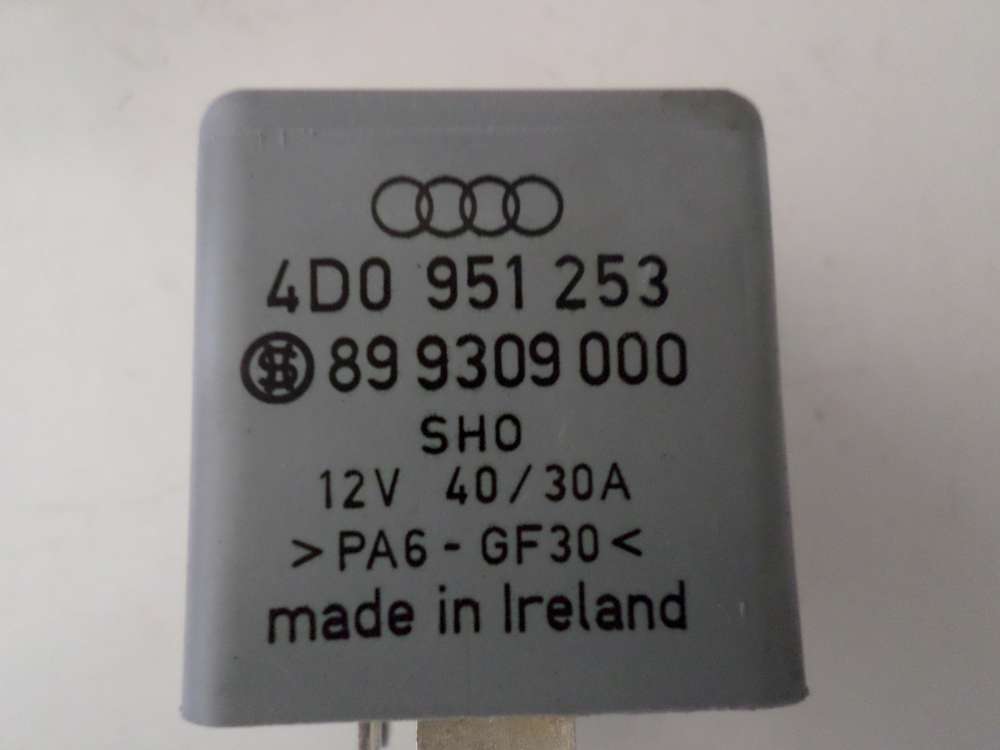 4D0 951 253
89 9309 000
SHO
12V 40/30A
>PA6-GF30<
made in Ireland